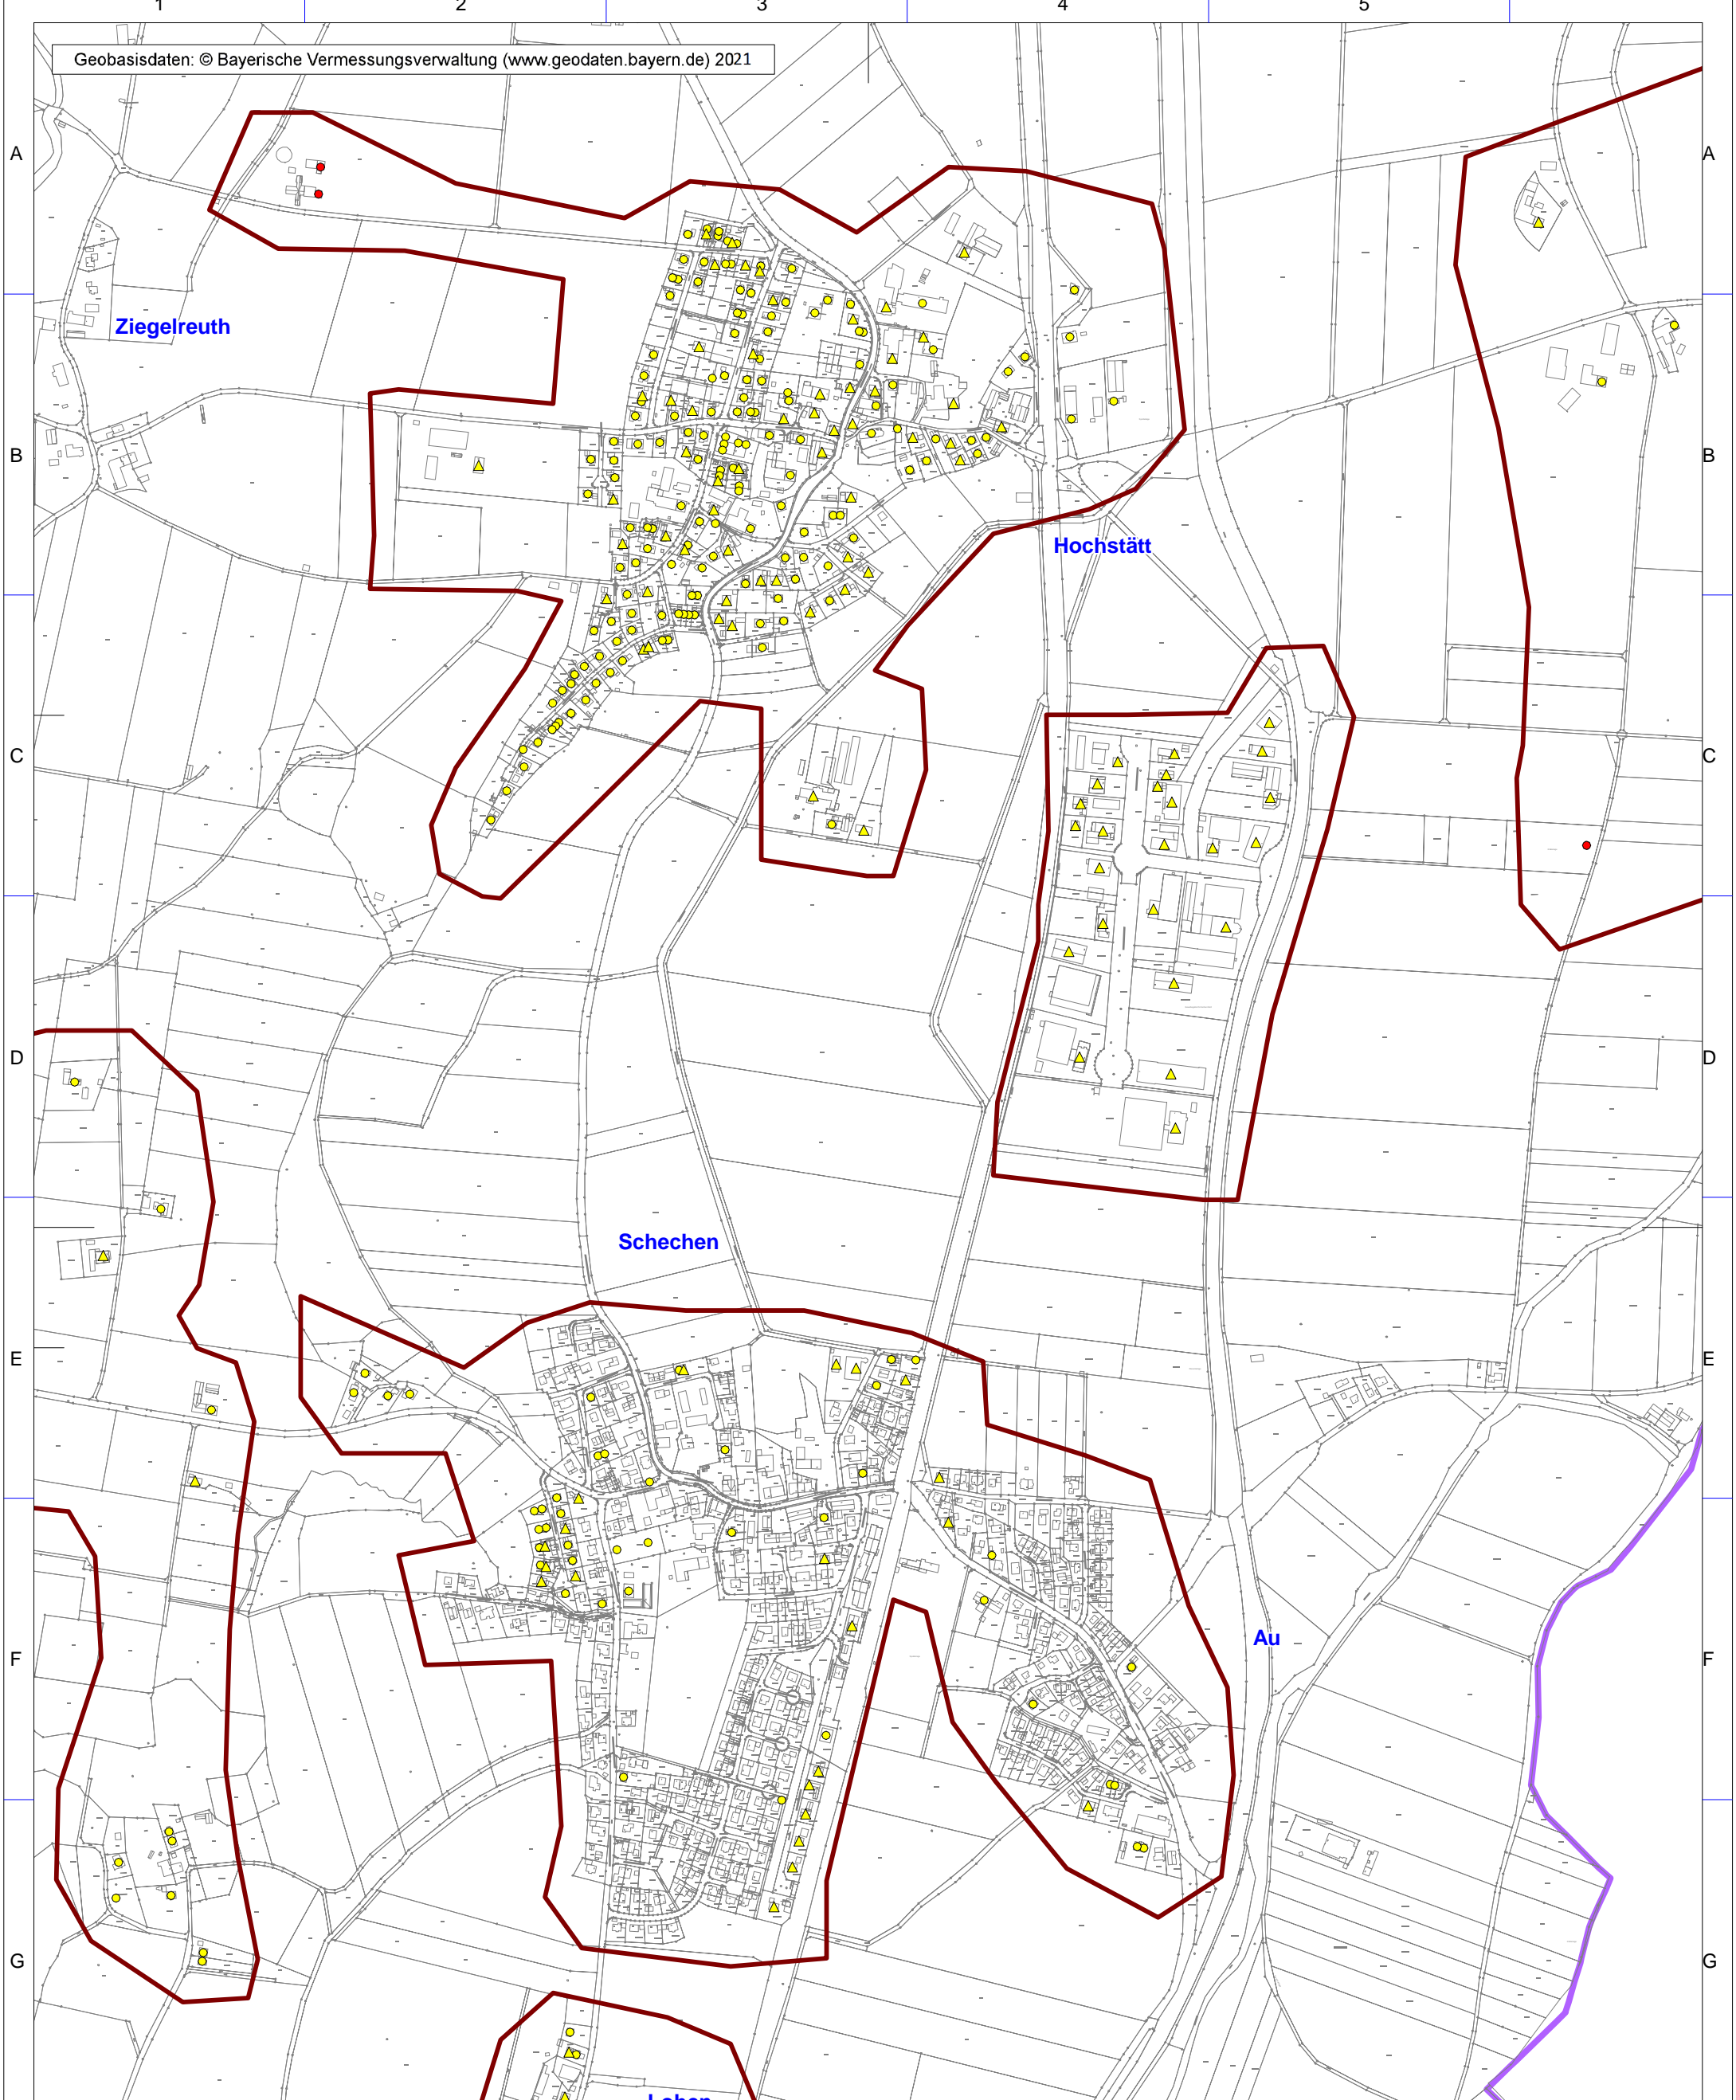 1 2 3 4 5
Geobasisdaten: © Bayerische Vermessungsverwaltung (www.geodaten.bayern.de) 2021
A A
Ziegelreuth
B B
Hochstätt
C C
D D
Schechen
E E
Au
F F
G G